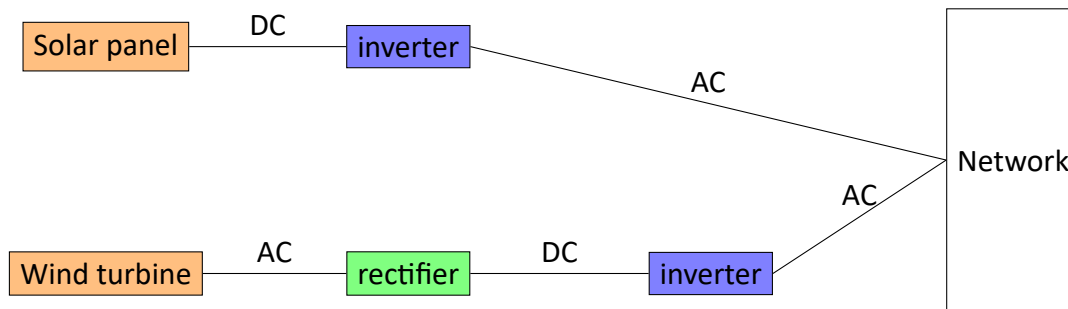 Solar panel
DC
inverter
AC
Network
AC
Wind turbine
AC
rectifier
DC
inverter